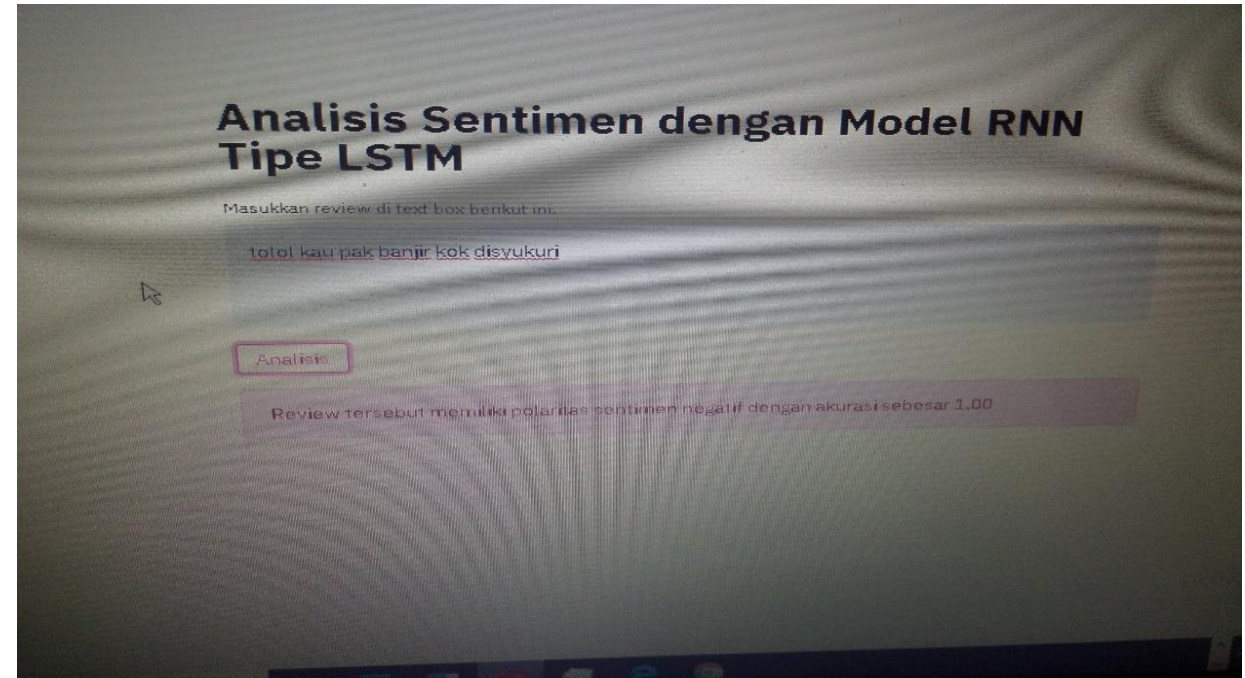 Analisis Sentimen dengan Model RNN
Tipe LSTM
Masukkan review di text box berikut ini.
tolol kau pak banjir kok disyukuri
Analisis
Review tersebut memiliki polaritas sentimen negatif dengan akurasi sebesar 1.00